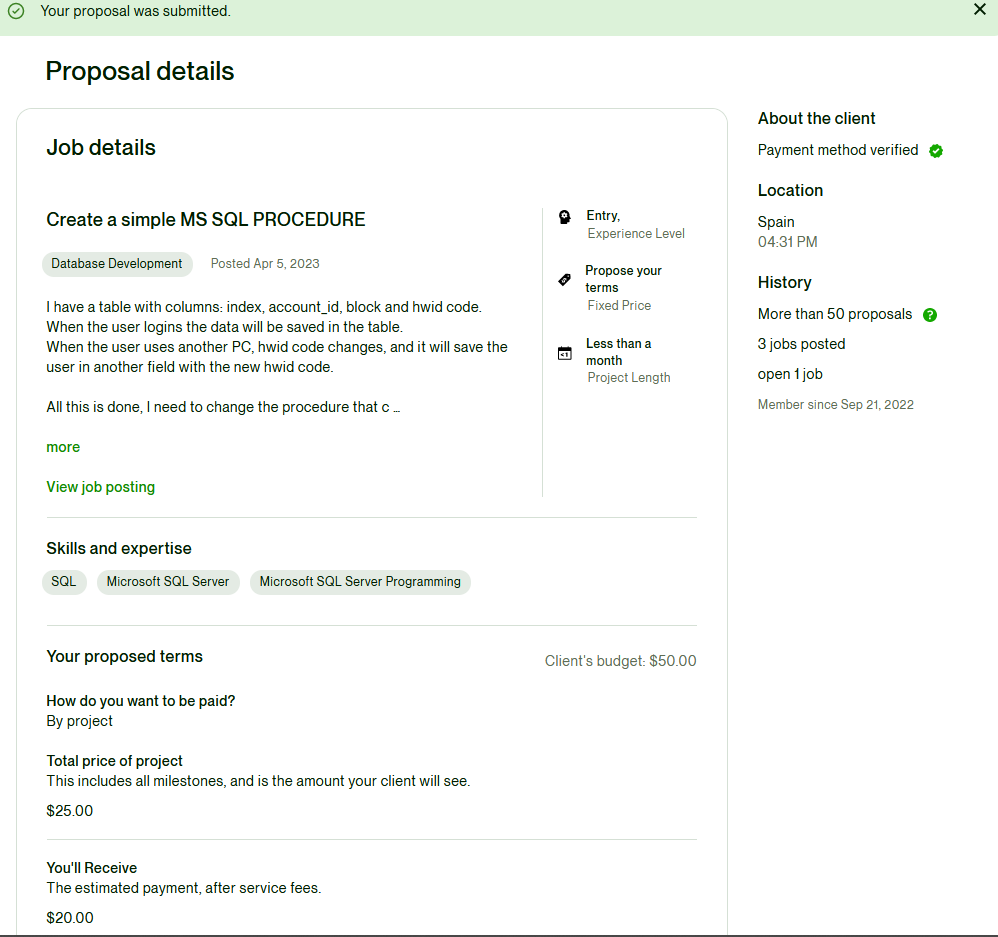 Your proposal was submitted.
Proposal details
Job details
Create a simple MS SQL PROCEDURE
Database Development
Posted Apr 5, 2023
I have a table with columns: index, account_id, block and hwid code.
When the user logins the data will be saved in the table.
When the user uses another PC, hwid code changes, and it will save the
user in another field with the new hwid code.
All this is done, I need to change the procedure that c ...
more
View job posting
Entry,
Experience Level
Propose your
terms
Fixed Price
Less than a
month
Project Length
Skills and expertise
SQL
Microsoft SQL Server
Microsoft SQL Server Programming
Your proposed terms
Client's budget: $50.00
How do you want to be paid?
By project
Total price of project
This includes all milestones, and is the amount your client will see.
$25.00
You'll Receive
The estimated payment, after service fees.
$20.00
About the client
Payment method verified
Location
Spain
04:31 PM
History
More than 50 proposals
3 jobs posted
open 1 job
Member since Sep 21, 2022